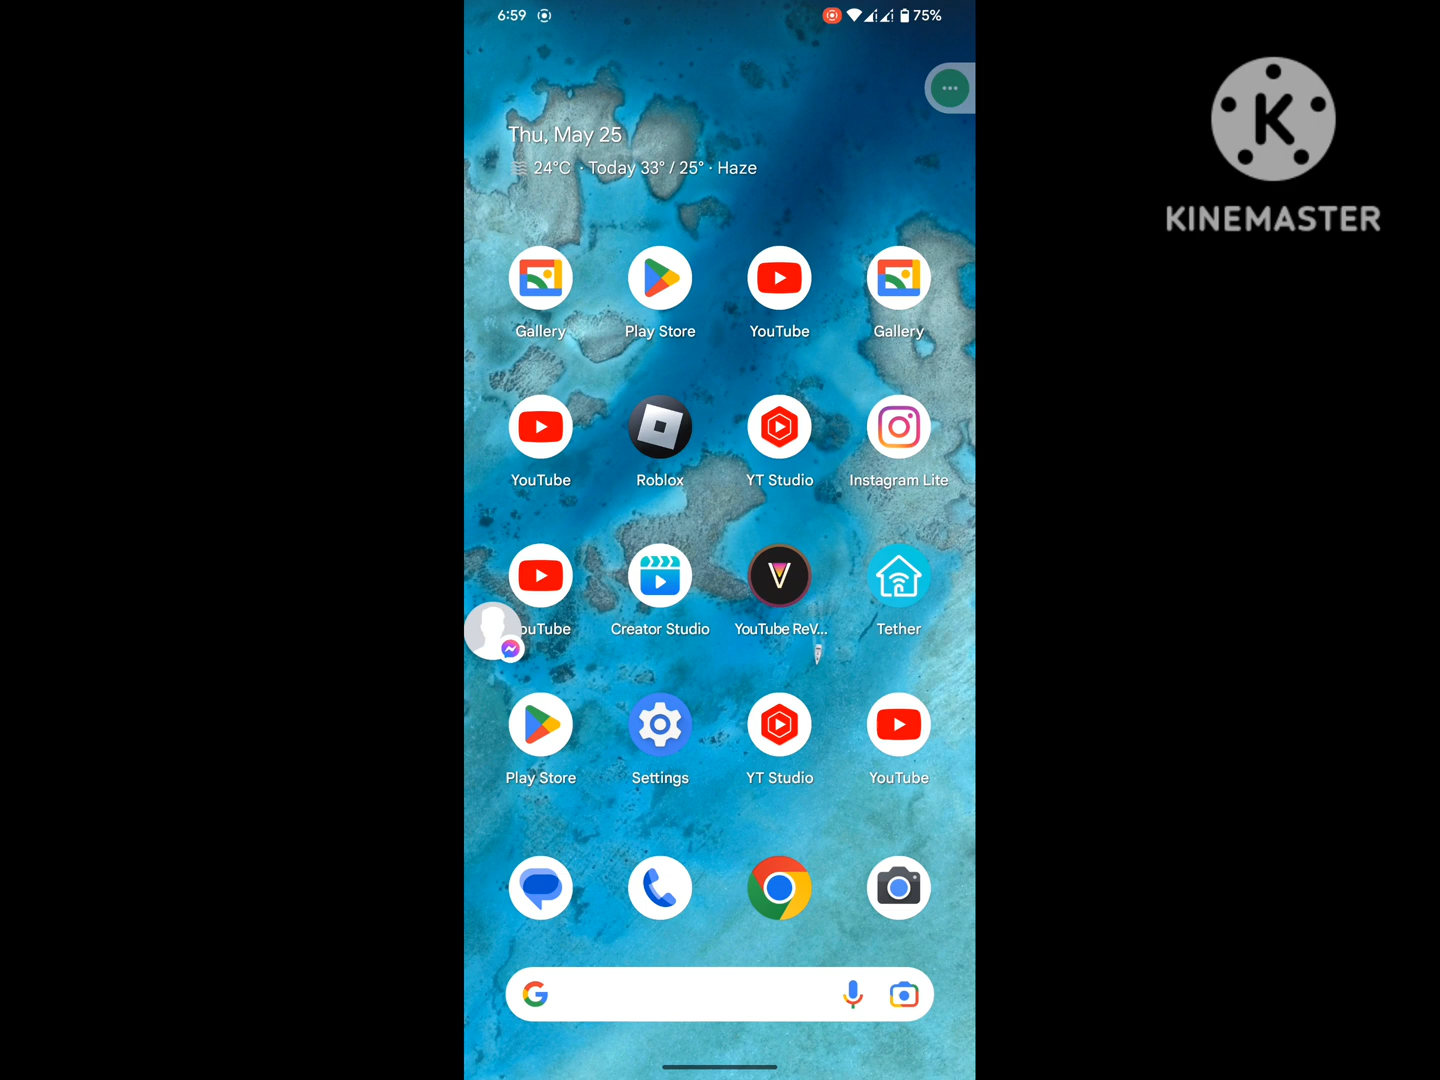 6:59
75%
Thu, May 25
24°C · Today 33° / 25° · Haze
K
KINEMASTER
Gallery
Play Store
YouTube
Gallery
YouTube
Roblox
YT Studio
Instagram Lite
ouTube
Creator Studio
YouTube ReV...
Tether
Play Store
Settings
YT Studio
YouTube